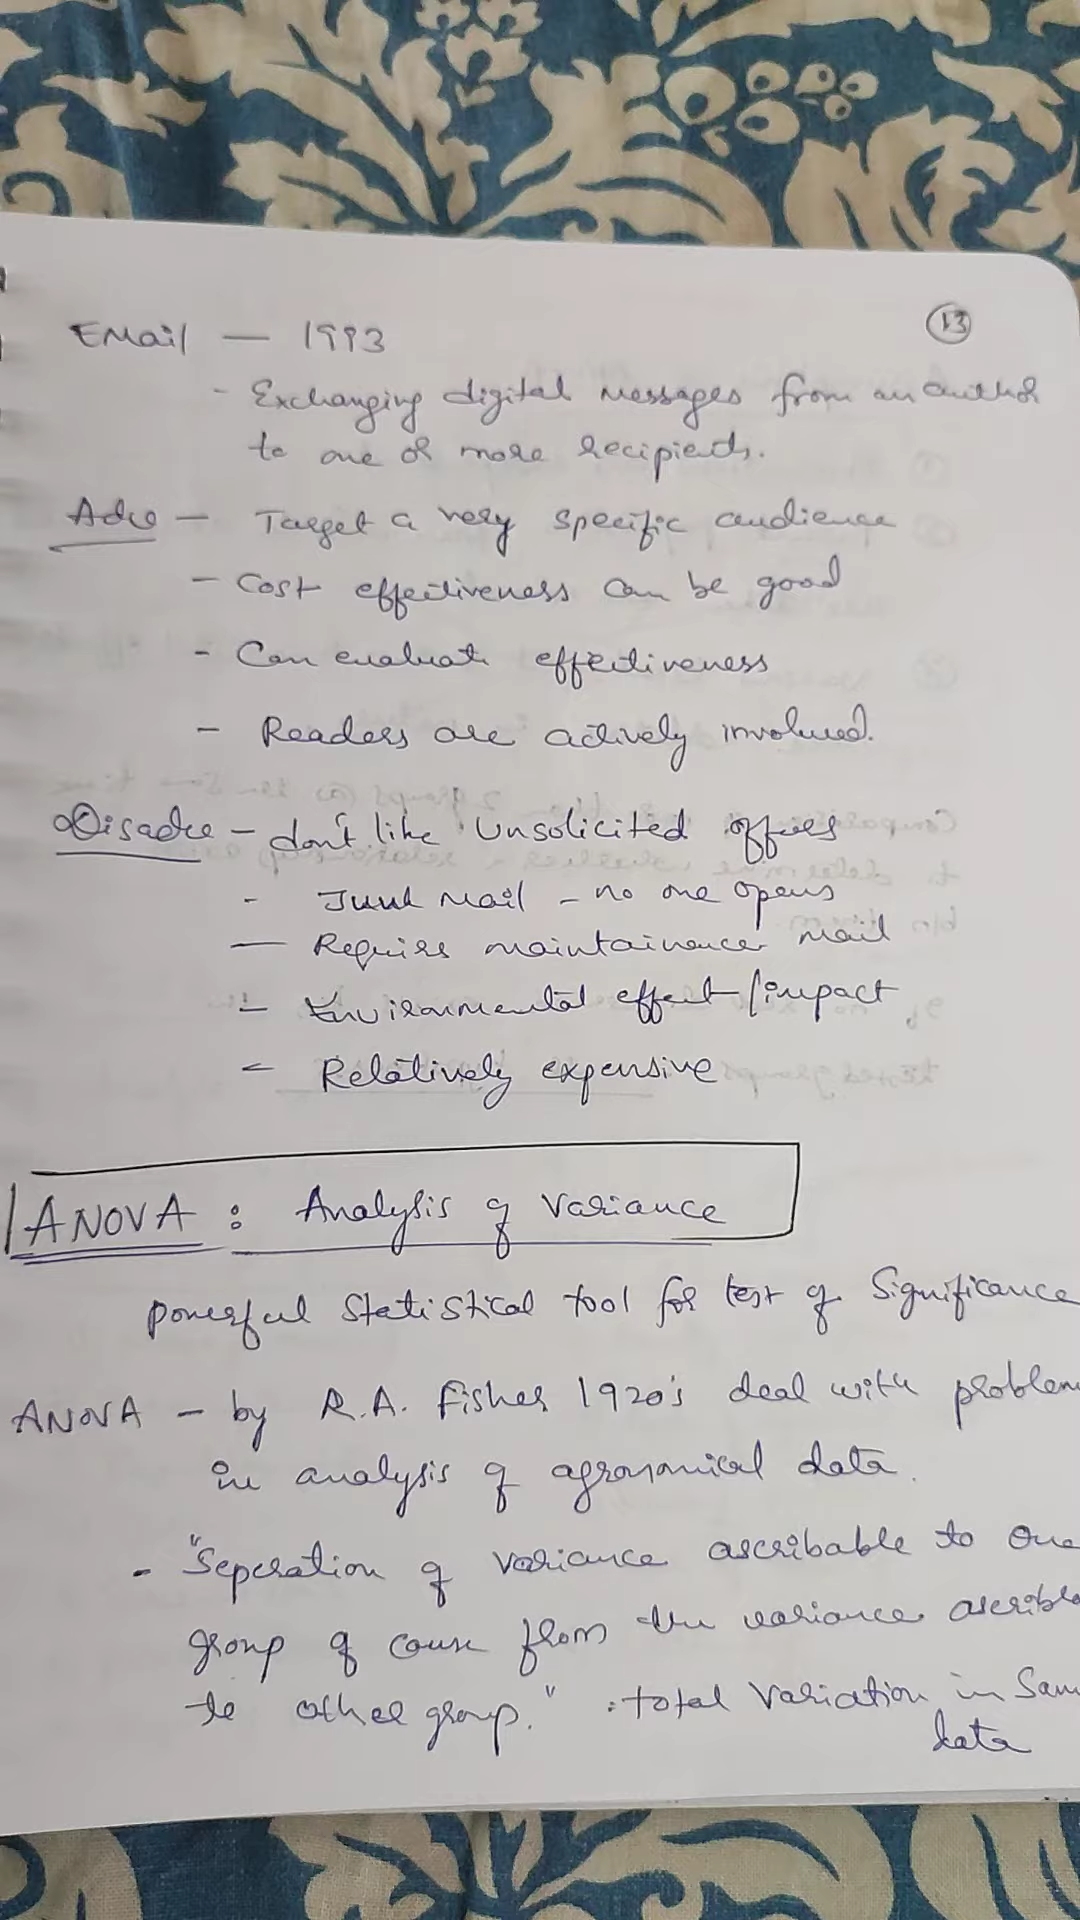 13
EMail — 1993
- Exchanging digital messages from an author
to one or more recipients.
Adv — Target a very specific audience
- Cost effectiveness can be good
- Can evaluate effectiveness
- Readers are actively involved.
Disadv - don't like unsolicited offers
- Junk Mail - no one opens
— Requires maintainence mail
- Environmental effect/impact
- Relatively expensive
ANOVA : Analysis of Variance
Powerful Statistical tool for test of Significance
ANOVA - by R.A. Fisher 1920's deal with problem
in analysis of agronomical data.
- "Seperation of Variance ascribable to one
group of cause from the variance ascribable
to other group." : total Variation in Sam
data